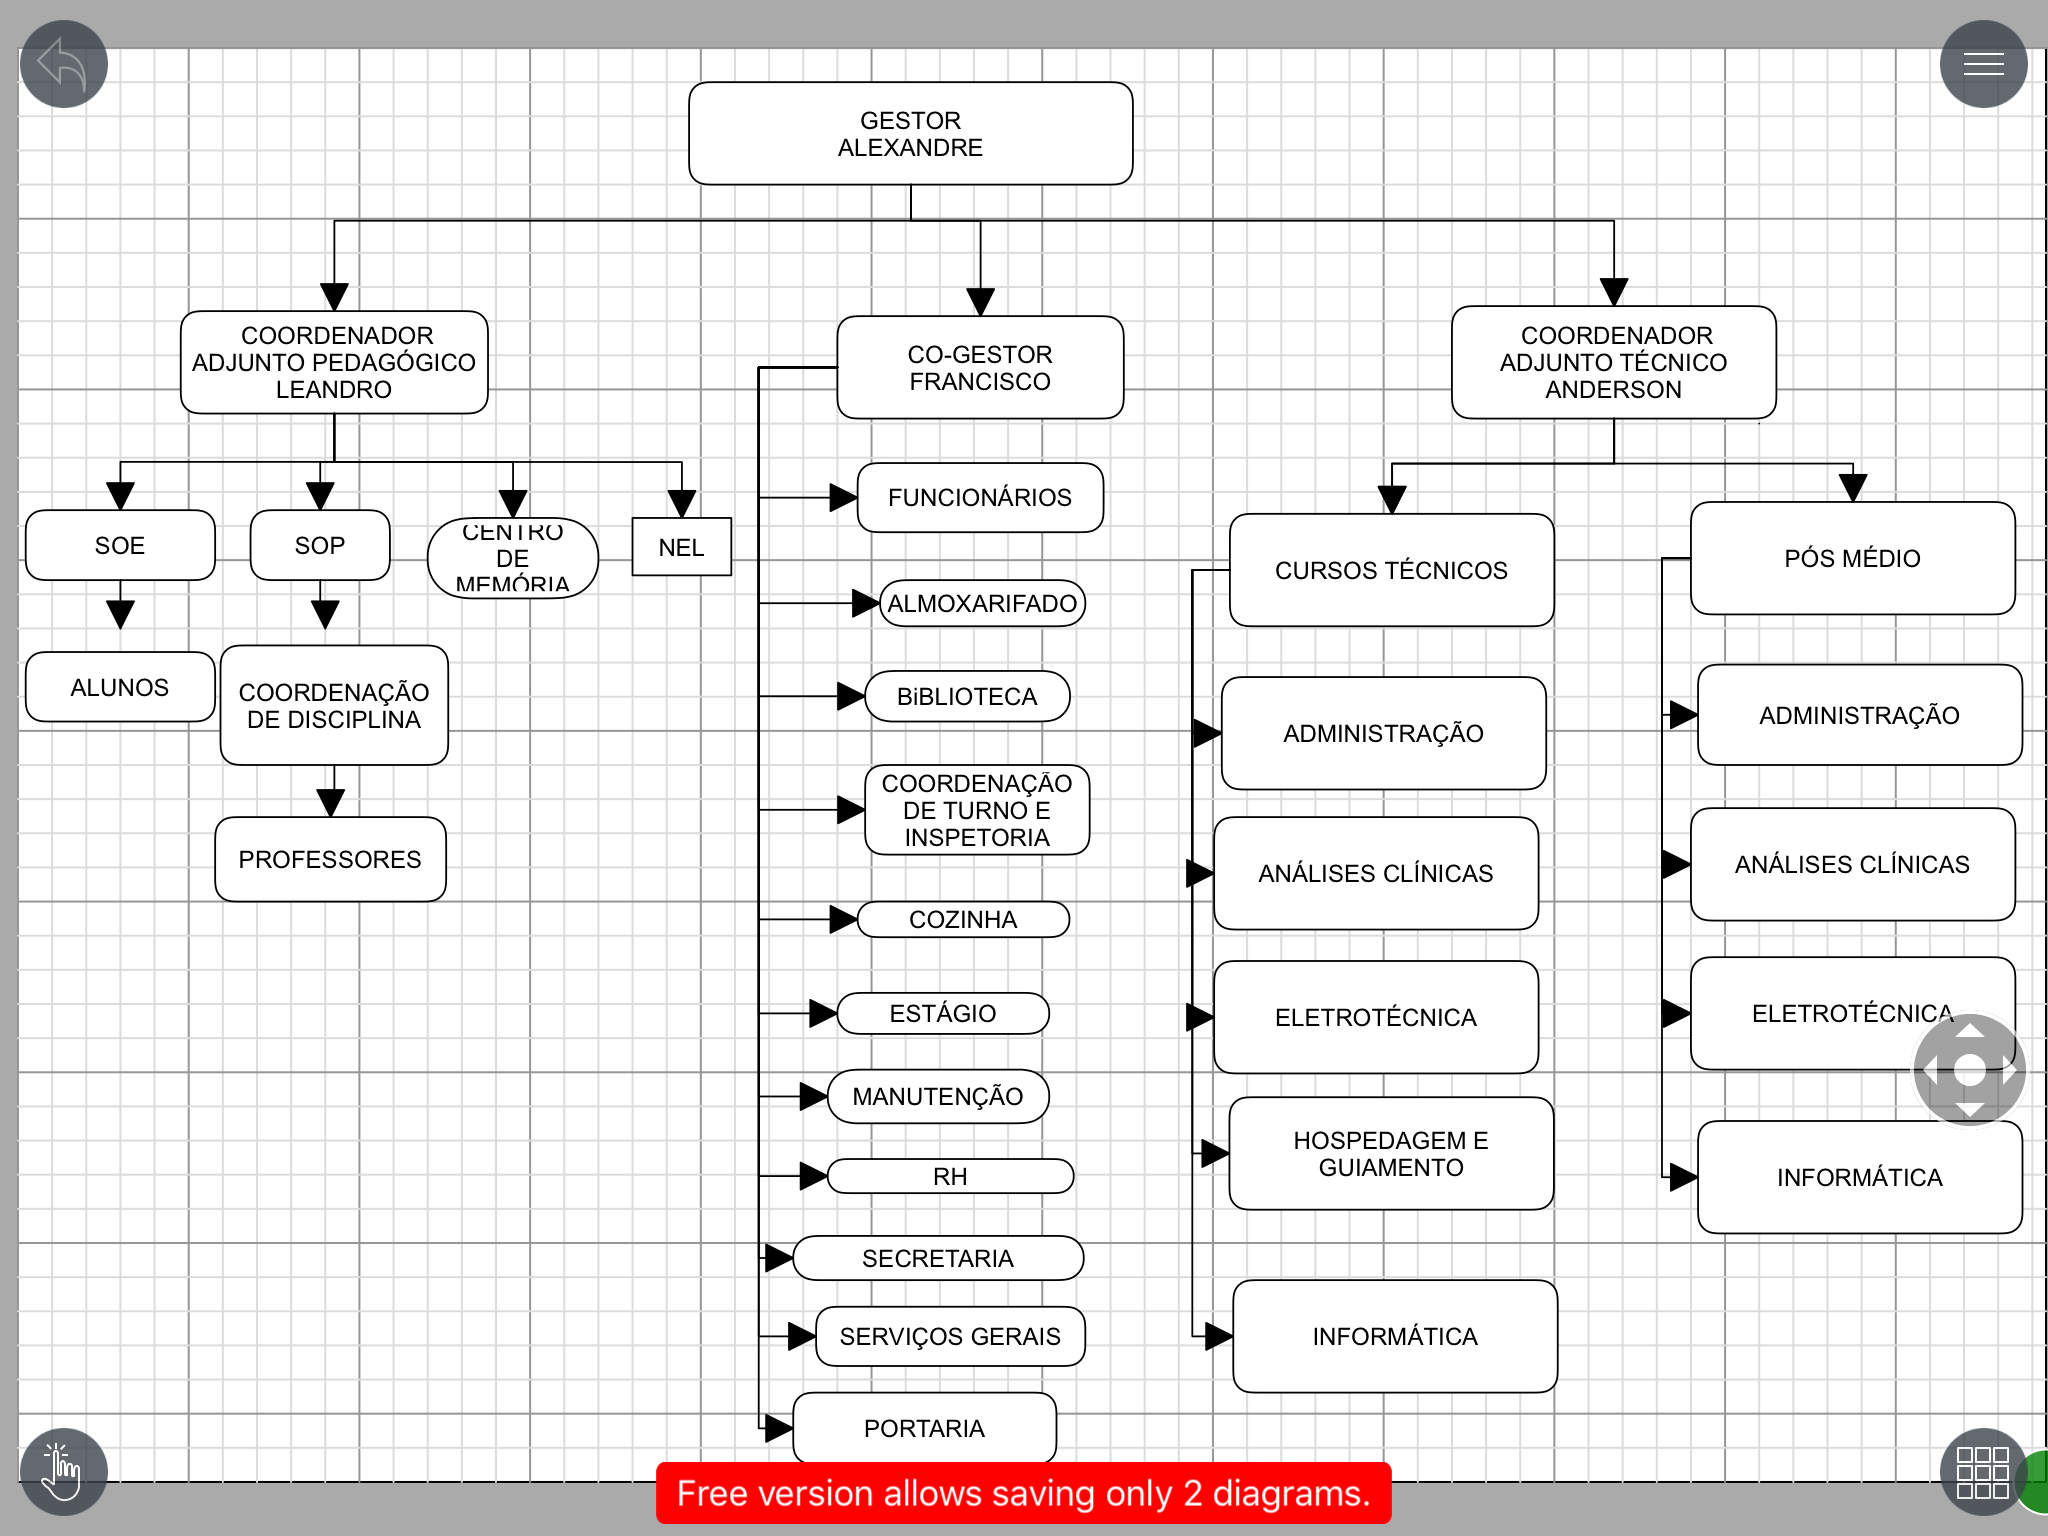 GESTOR
ALEXANDRE
COORDENADOR
ADJUNTO PEDAGÓGICO
LEANDRO
CO-GESTOR
FRANCISCO
COORDENADOR
ADJUNTO TÉCNICO
ANDERSON
SOE
SOP
CENTRO
DE
MEMÓRIA
NEL
ALUNOS
COORDENAÇÃO
DE DISCIPLINA
PROFESSORES
FUNCIONÁRIOS
ALMOXARIFADO
BiBLIOTECA
COORDENAÇÃO
DE TURNO E
INSPETORIA
COZINHA
ESTÁGIO
MANUTENÇÃO
RH
SECRETARIA
SERVIÇOS GERAIS
PORTARIA
CURSOS TÉCNICOS
ADMINISTRAÇÃO
ANÁLISES CLÍNICAS
ELETROTÉCNICA
HOSPEDAGEM E
GUIAMENTO
INFORMÁTICA
PÓS MÉDIO
ADMINISTRAÇÃO
ANÁLISES CLÍNICAS
ELETROTÉCNICA
INFORMÁTICA
Free version allows saving only 2 diagrams.